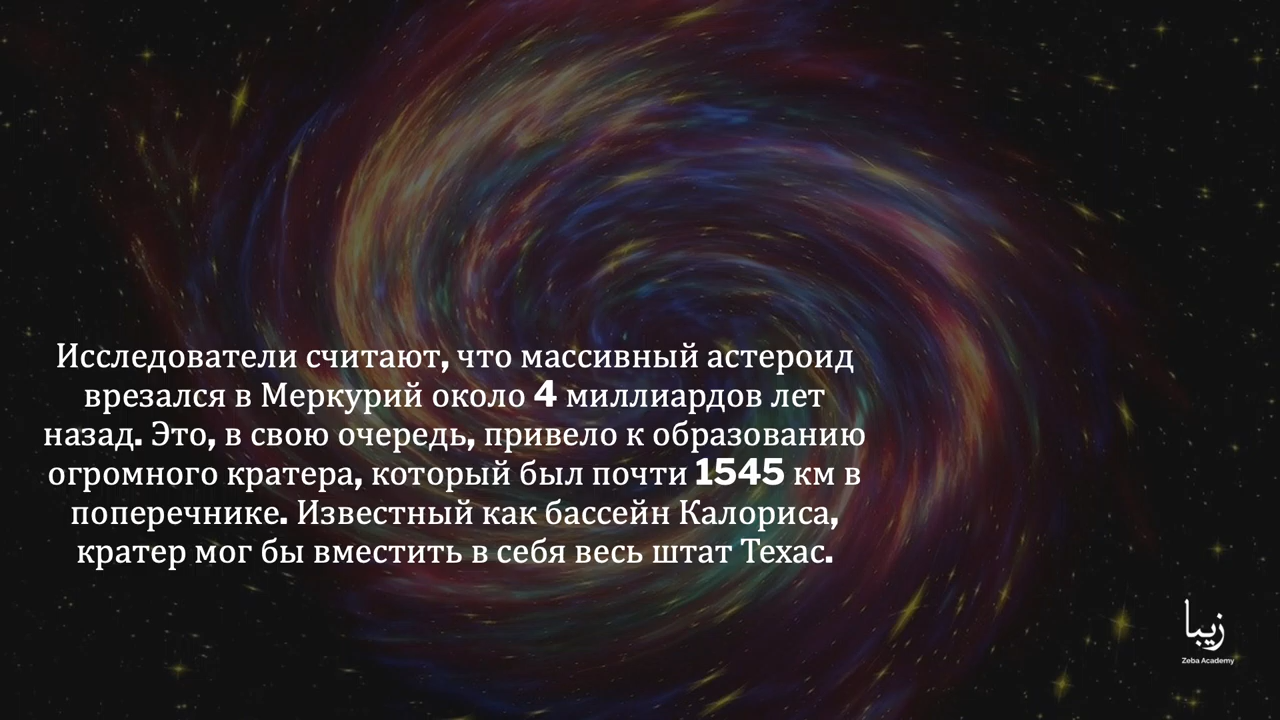 Исследователи считают, что массивный астероид
врезался в Меркурий около 4 миллиардов лет
назад. Это, в свою очередь, привело к образованию
огромного кратера, который был почти 1545 км в
поперечнике. Известный как бассейн Калориса,
кратер мог бы вместить в себя весь штат Техас.
زیبا
Zeba Academy